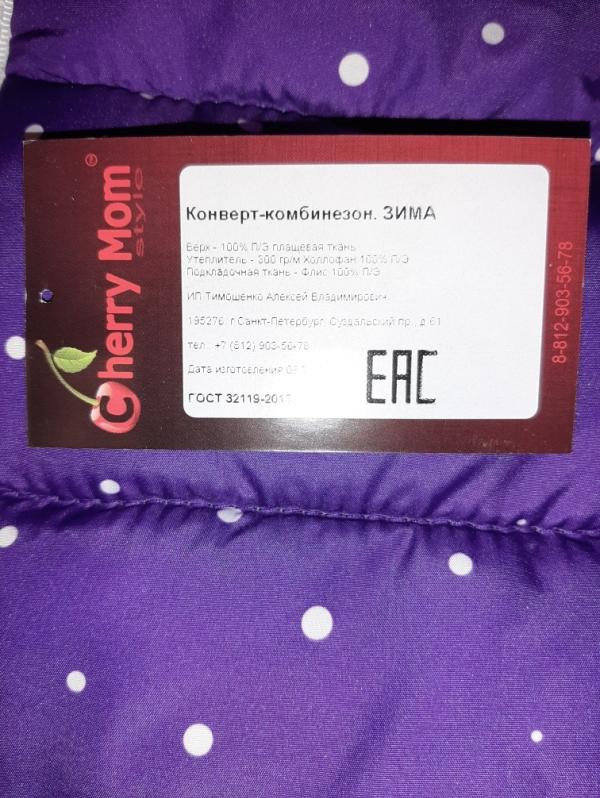 Cherry Mom®
style
Конверт-комбинезон. ЗИМА
Верх - 100% П/Э плащевая ткань
Утеплитель - 300 гр/м Холлофан 100% П/Э
Подкладочная ткань - Флис 100% П/Э
ИП Тимошенко Алексей Владимирович
195276, г.Санкт-Петербург, Суздальский пр., д.61
тел.: +7 (812) 903-56-78
Дата изготовления
ГОСТ 32119-2013
EAC
8-812-903-56-78